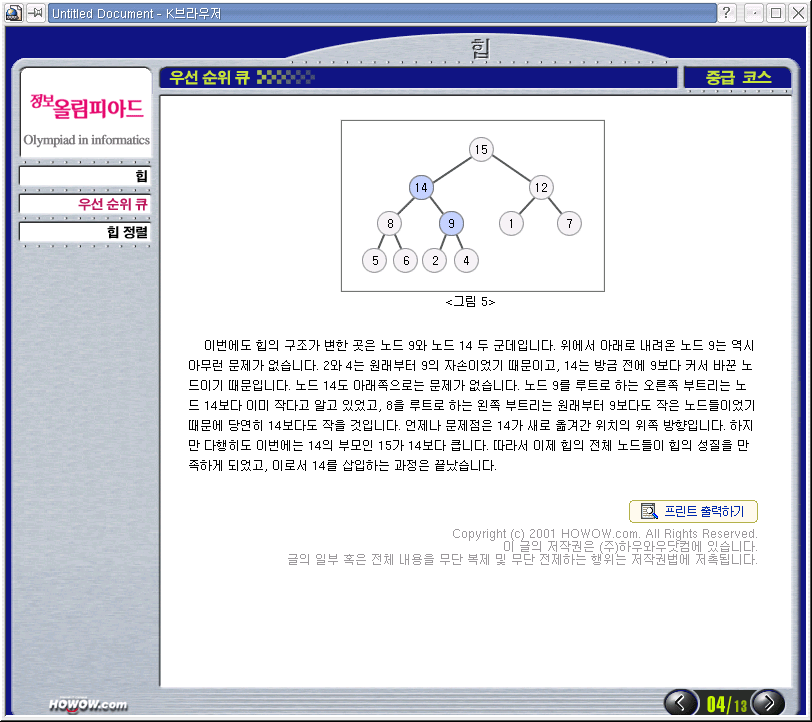 Untitled Document - K브라우저
힙
정보올림피아드
Olympiad in informatics
힙
우선 순위 큐
힙 정렬
우선 순위 큐
중급 코스
15
14
12
8
9
1
7
5
6
2
4
<그림 5>
이번에도 힙의 구조가 변한 곳은 노드 9와 노드 14 두 군데입니다. 위에서 아래로 내려온 노드 9는 역시
아무런 문제가 없습니다. 2와 4는 원래부터 9의 자손이었기 때문이고, 14는 방금 전에 9보다 커서 바꾼 노
드이기 때문입니다. 노드 14도 아래쪽으로는 문제가 없습니다. 노드 9를 루트로 하는 오른쪽 부트리는 노
드 14보다 이미 작다고 알고 있었고, 8을 루트로 하는 왼쪽 부트리는 원래부터 9보다도 작은 노드들이었기
때문에 당연히 14보다도 작을 것입니다. 언제나 문제점은 14가 새로 옮겨간 위치의 위쪽 방향입니다. 하지
만 다행히도 이번에는 14의 부모인 15가 14보다 큽니다. 따라서 이제 힙의 전체 노드들이 힙의 성질을 만
족하게 되었고, 이로서 14를 삽입하는 과정은 끝났습니다.
프린트 출력하기
Copyright (c) 2001 HOWOW.com. All Rights Reserved.
이 글의 저작권은 (주)하우와우닷컴에 있습니다.
글의 일부 혹은 전체 내용을 무단 복제 및 무단 전제하는 행위는 저작권법에 저촉됩니다.
HOWOW.com
04/13